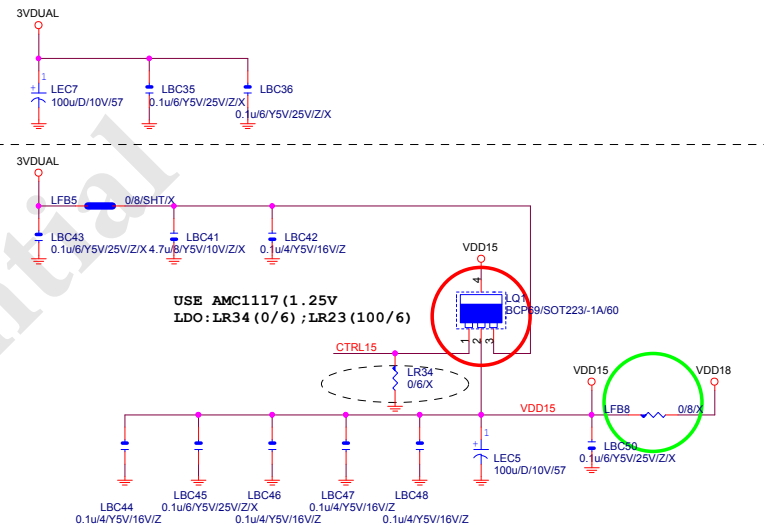 3VDUAL
1
LEC7
100u/D/10V/57
LBC35
0.1u/6/Y5V/25V/Z/X
LBC36
0.1u/6/Y5V/25V/Z/X
3VDUAL
LFB5 0/8/SHT/X
LBC43
0.1u/6/Y5V/25V/Z/X
LBC41
4.7u/8/Y5V/10V/Z/X
LBC42
0.1u/4/Y5V/16V/Z
VDD15
4
LQ1
BCP69/SOT223/-1A/60
USE AMC1117(1.25V
LDO:LR34(0/6);LR23(100/6)
1 2 3
CTRL15
LR34
0/6/X
VDD15
VDD18
VDD15
LFB8 0/8/X
1
LEC5
100u/D/10V/57
LBC50
0.1u/6/Y5V/25V/Z/X
LBC44
0.1u/4/Y5V/16V/Z
LBC45
0.1u/6/Y5V/25V/Z/X
LBC46
0.1u/4/Y5V/16V/Z
LBC47
0.1u/4/Y5V/16V/Z
LBC48
0.1u/4/Y5V/16V/Z
ntial